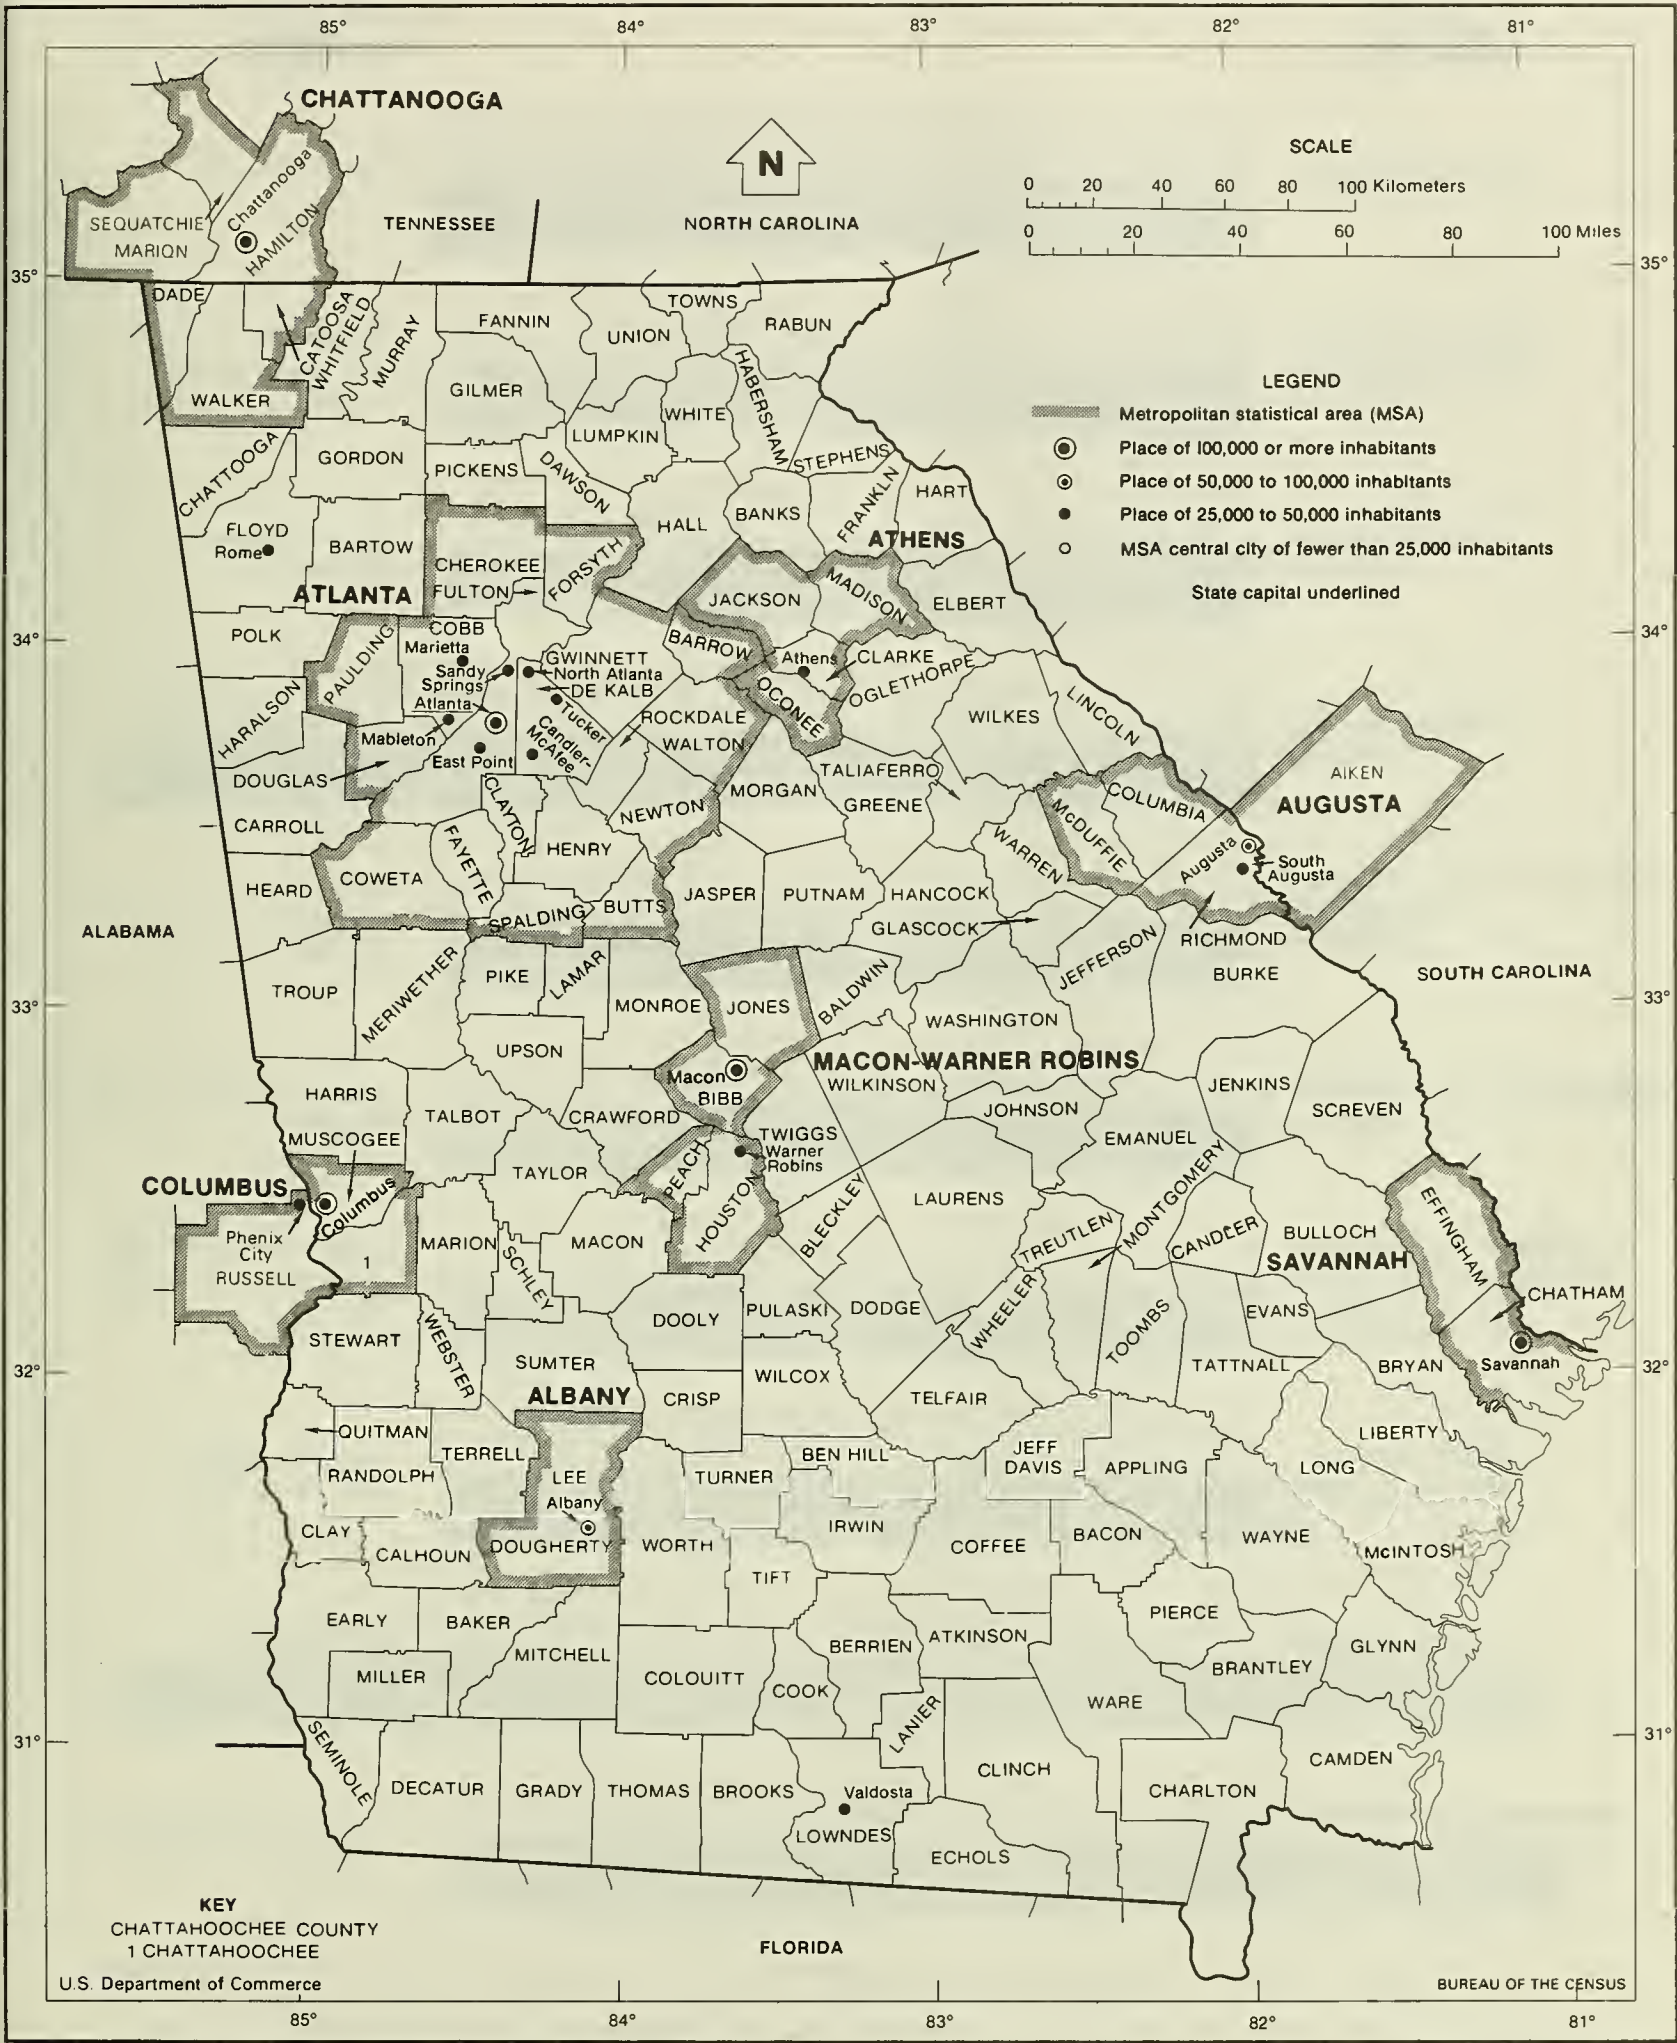 85° 84° 83° 82° 81°
CHATTANOOGA
N
SCALE
0 20 40 60 80 100 Kilometers
0 20 40 60 80 100 Miles
SEQUATCHIE
MARION
Chattanooga
HAMILTON
TENNESSEE
NORTH CAROLINA
35°
35°
DADE
CATOOSA
WHITFIELD
MURRAY
FANNIN
UNION
TOWNS
RABUN
WALKER
GILMER
LUMPKIN
WHITE
HABERSHAM
STEPHENS
LEGEND
Metropolitan statistical area (MSA)
Place of 100,000 or more inhabitants
Place of 50,000 to 100,000 inhabitants
Place of 25,000 to 50,000 inhabitants
MSA central city of fewer than 25,000 inhabitants
State capital underlined
CHATTOOGA
GORDON
PICKENS
DAWSON
HALL
BANKS
FRANKLN
HART
FLOYD
Rome
BARTOW
CHEROKEE
FULTON
FORSYTH
ATHENS
ATLANTA
JACKSON
MADISON
ELBERT
34°
34°
POLK
PAULDING
COBB
Marietta
Sandy
Springs
Atlanta
GWINNETT
North Atlanta
DE KALB
BARROW
Athens
CLARKE
OCONEE
OGLETHORPE
HARALSON
Mableton
East Point
Tucker
Candler-
McAfee
ROCKDALE
WALTON
WILKES
LINCOLN
DOUGLAS
CARROLL
CLAYTON
NEWTON
MORGAN
TALIAFERRO
GREENE
McDUFFIE
COLUMBIA
AIKEN
AUGUSTA
HEARD
COWETA
FAYETTE
HENRY
WARREN
Augusta
South
Augusta
SPALDING
BUTTS
JASPER
PUTNAM
HANCOCK
GLASCOCK
RICHMOND
ALABAMA
SOUTH CAROLINA
TROUP
MERIWETHER
PIKE
LAMAR
MONROE
JONES
BALDWIN
JEFFERSON
BURKE
33°
33°
WASHINGTON
UPSON
MACON-WARNER ROBINS
Macon
BIBB
WILKINSON
JENKINS
HARRIS
TALBOT
CRAWFORD
JOHNSON
SCREVEN
MUSCOGEE
TAYLOR
TWIGGS
Warner
Robins
EMANUEL
COLUMBUS
Columbus
PEACH
HOUSTON
BLECKLEY
LAURENS
MONTGOMERY
EFFINGHAM
Phenix
City
RUSSELL
1
MARION
SCHLEY
MACON
TREUTLEN
CANDLER
BULLOCH
SAVANNAH
CHATHAM
Savannah
STEWART
WEBSTER
DOOLY
PULASKI
DODGE
WHEELER
TOOMBS
EVANS
32°
32°
SUMTER
ALBANY
CRISP
WILCOX
TELFAIR
TATTNALL
BRYAN
QUITMAN
TERRELL
RANDOLPH
LEE
Albany
TURNER
BEN HILL
JEFF
DAVIS
APPLING
LONG
LIBERTY
CLAY
CALHOUN
DOUGHERTY
WORTH
IRWIN
COFFEE
BACON
WAYNE
McINTOSH
TIFT
EARLY
BAKER
MITCHELL
BERRIEN
ATKINSON
PIERCE
GLYNN
MILLER
COLOUITT
COOK
BRANTLEY
WARE
31°
31°
SEMINOLE
LANIER
DECATUR
GRADY
THOMAS
BROOKS
Valdosta
LOWNDES
CLINCH
CHARLTON
CAMDEN
ECHOLS
KEY
CHATTAHOOCHEE COUNTY
1 CHATTAHOOCHEE
FLORIDA
U.S. Department of Commerce
BUREAU OF THE CENSUS
85° 84° 83° 82° 81°